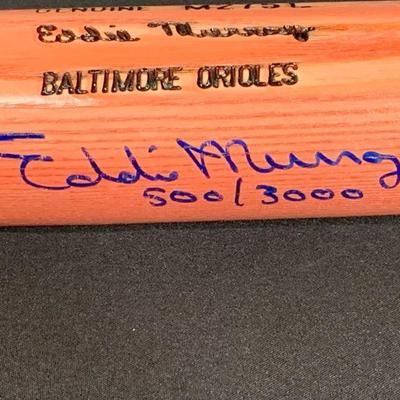 Eddie Murray
BALTIMORE ORIOLES
Eddie Murray
500/3000